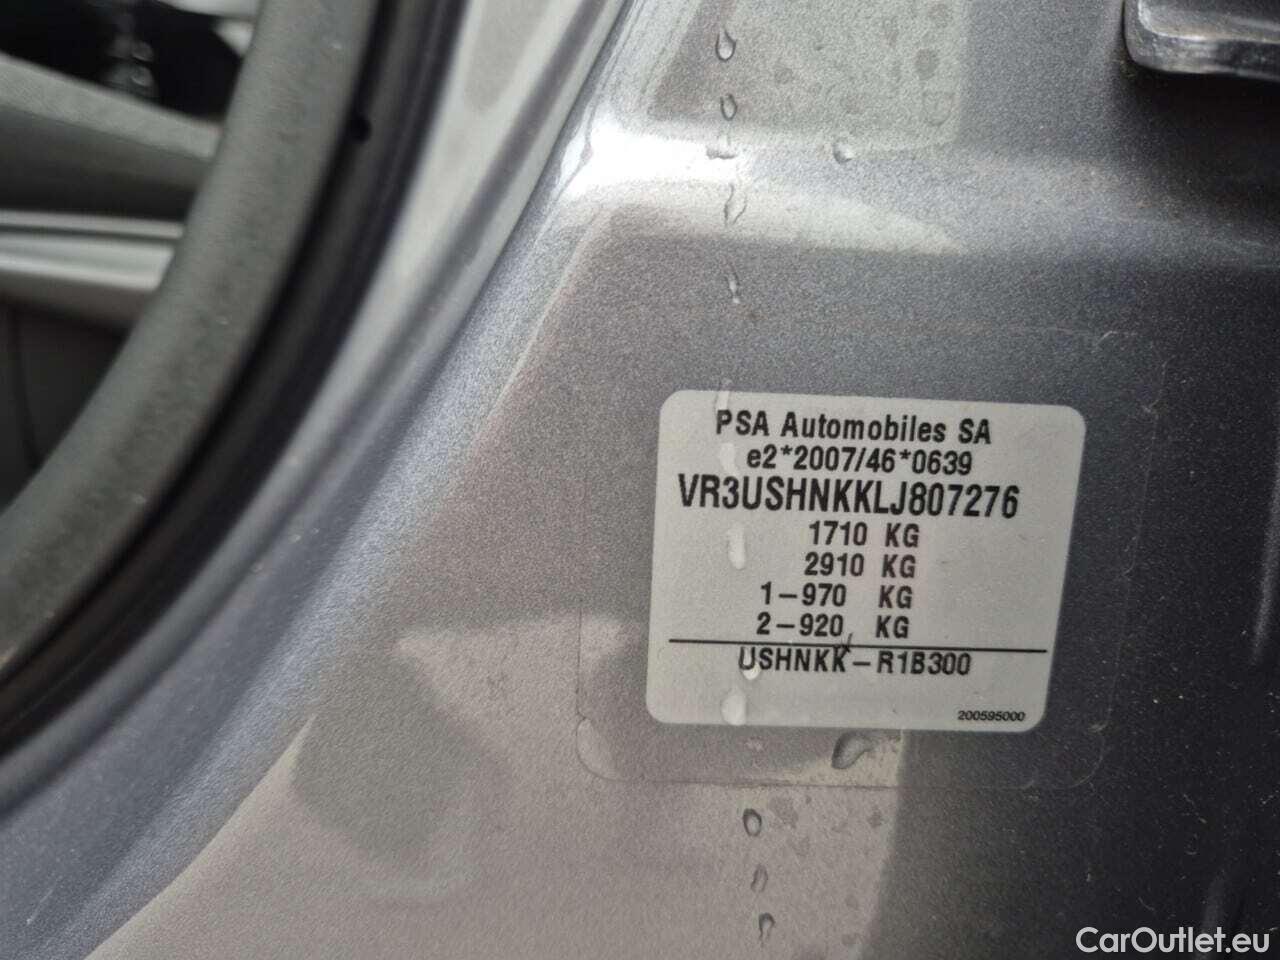 PSA Automobiles SA
e2*2007/46*0639
VR3USHNKKLJ807276
1710 KG
2910 KG
1-970 KG
2-920 KG
USHNKK-R1B300
200595000
CarOutlet.eu